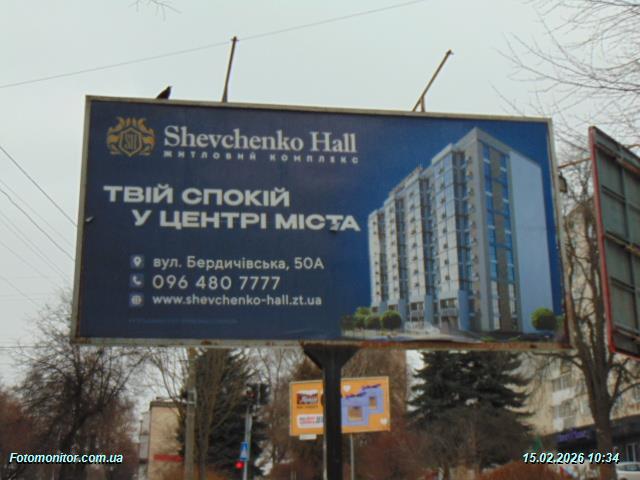 Shevchenko Hall
ЖИТЛОВИЙ КОМПЛЕКС
ТВІЙ СПОКІЙ
У ЦЕНТРІ МІСТА
вул. Бердичівська, 50А
096 480 7777
www.shevchenko-hall.zt.ua
Fotomonitor.com.ua
15.02.2026 10:34